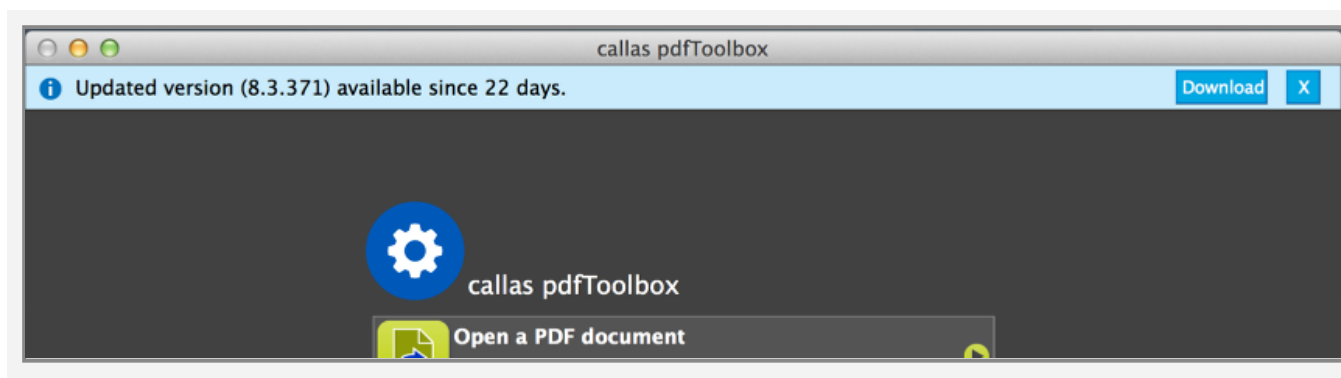 callas pdfToolbox
Updated version (8.3.371) available since 22 days.
Download
X
callas pdfToolbox
Open a PDF document